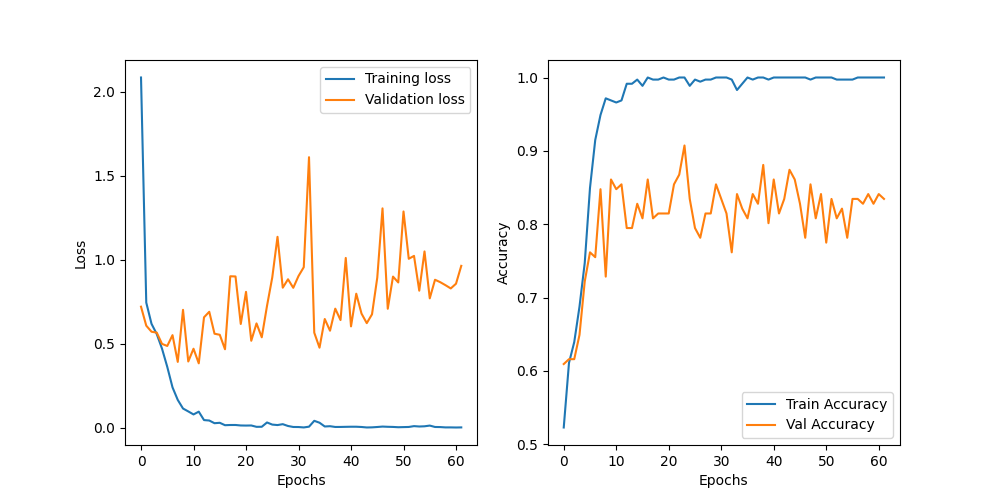 Training loss
Validation loss
2.0
1.5
1.0
0.5
0.0
Loss
0 10 20 30 40 50 60
Epochs
1.0
0.9
0.8
0.7
0.6
0.5
Accuracy
Train Accuracy
Val Accuracy
0 10 20 30 40 50 60
Epochs